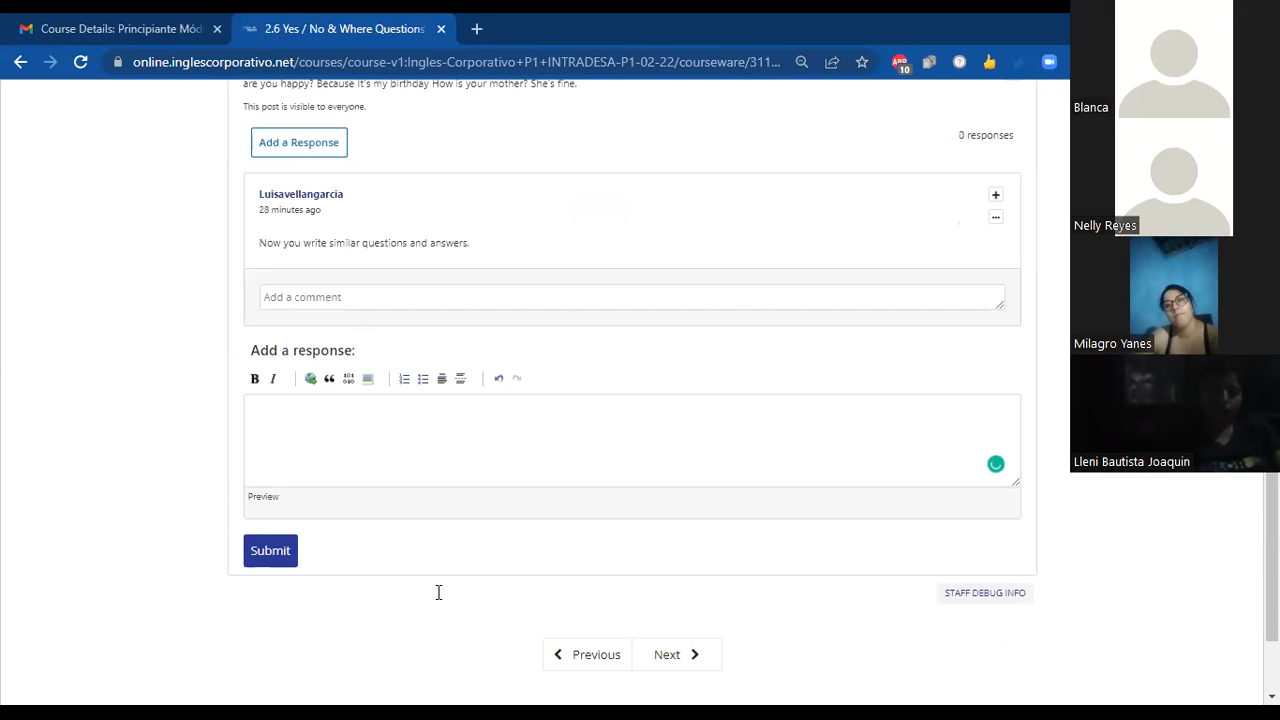 Course Details: Principiante Mód
2.6 Yes / No & Where Questions
online.inglescorporativo.net/courses/course-v1:Ingles-Corporativo+P1+INTRADESA-P1-02-22/courseware/311...
10
are you happy? Because it's my birthday How is your mother? She's fine.
This post is visible to everyone.
Add a Response
0 responses
Luisavellangarcia
28 minutes ago
Now you write similar questions and answers.
Add a comment
Add a response:
B I
Preview
Submit
STAFF DEBUG INFO
Previous
Next
Blanca
Nelly Reyes
Milagro Yanes
Lleni Bautista Joaquin